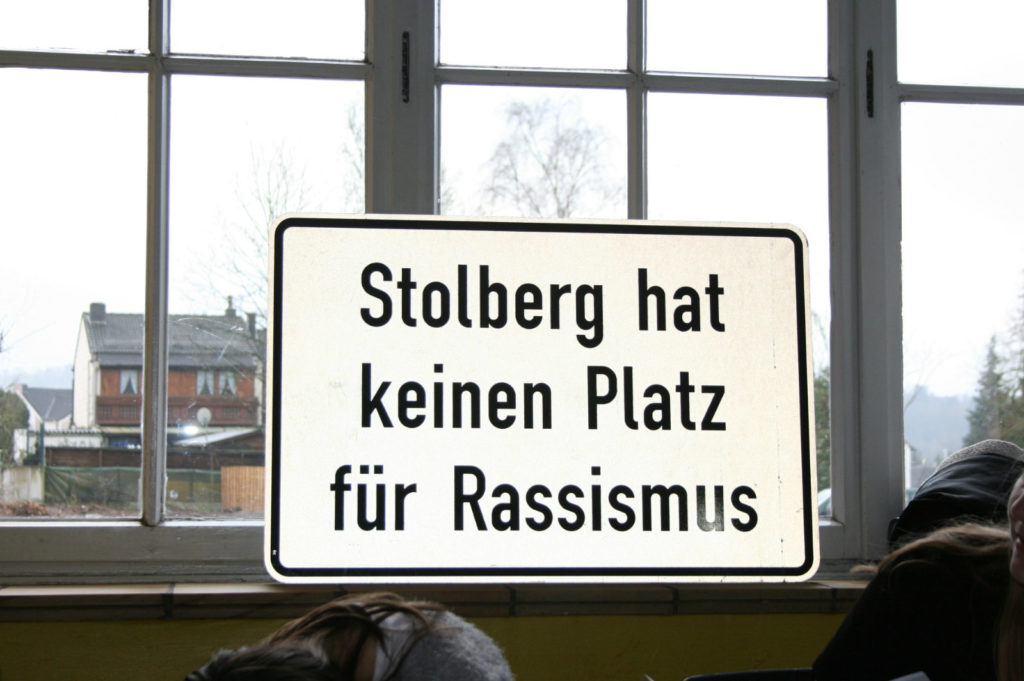 Stolberg hat
keinen Platz
für Rassismus